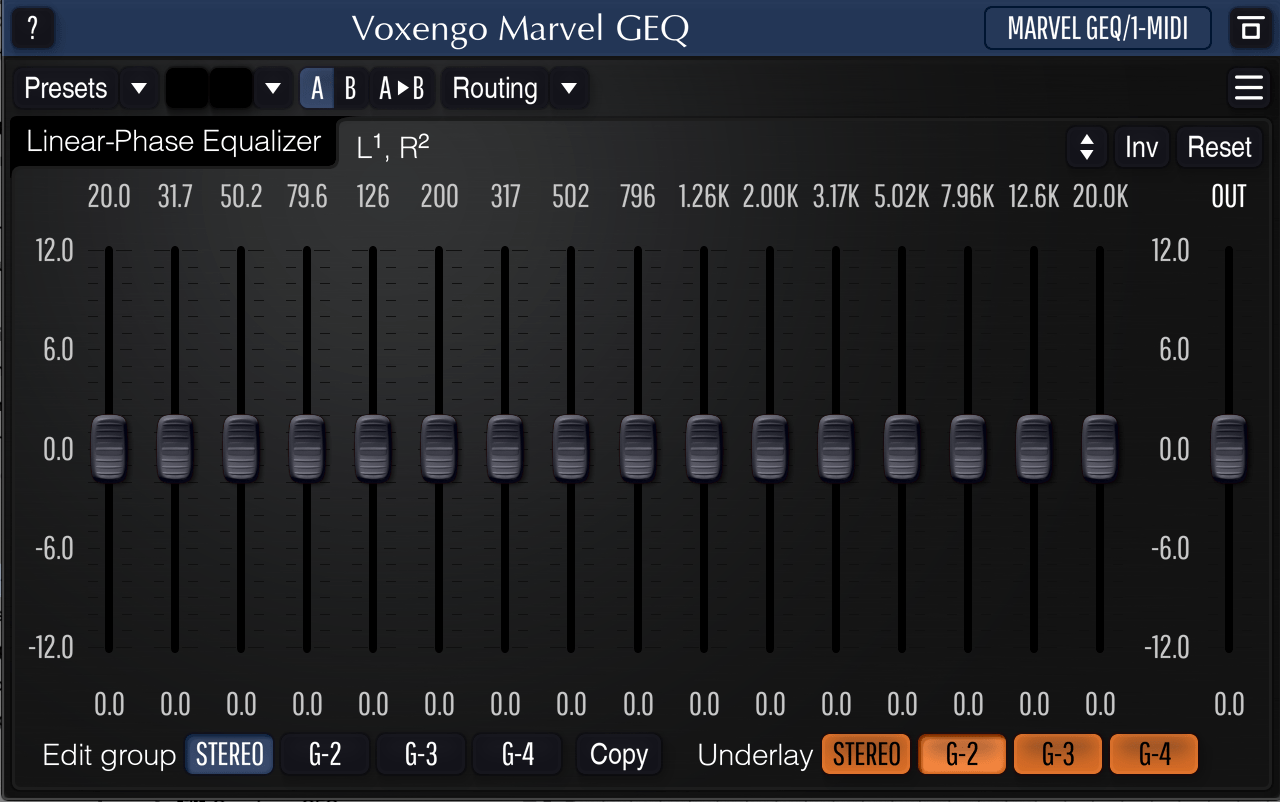 ? Voxengo Marvel GEQ MARVEL GEQ/1-MIDI
Presets A B A▸B Routing
Linear-Phase Equalizer L¹, R² Inv Reset
20.0 31.7 50.2 79.6 126 200 317 502 796 1.26K 2.00K 3.17K 5.02K 7.96K 12.6K 20.0K OUT
12.0 12.0
6.0 6.0
0.0 0.0
-6.0 -6.0
-12.0 -12.0
0.0 0.0 0.0 0.0 0.0 0.0 0.0 0.0 0.0 0.0 0.0 0.0 0.0 0.0 0.0 0.0 0.0
Edit group STEREO G-2 G-3 G-4 Copy Underlay STEREO G-2 G-3 G-4